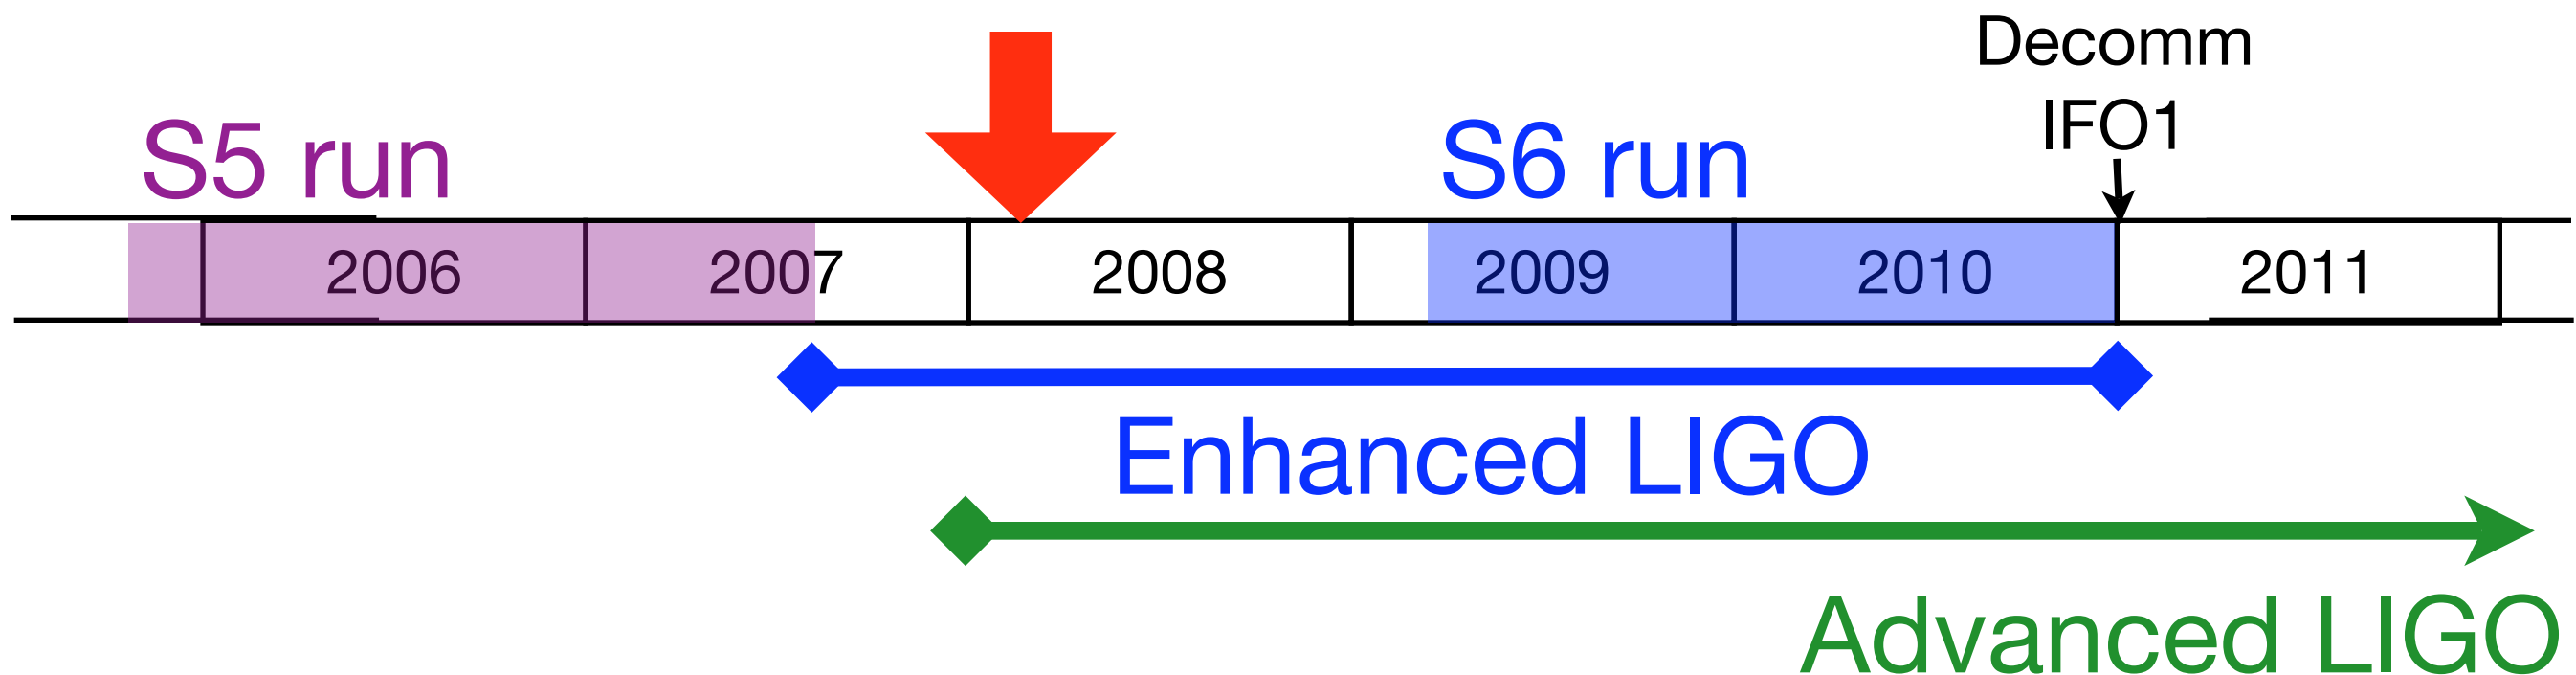 Decomm
IFO1
S5 run
S6 run
2006 2007 2008 2009 2010 2011
Enhanced LIGO
Advanced LIGO